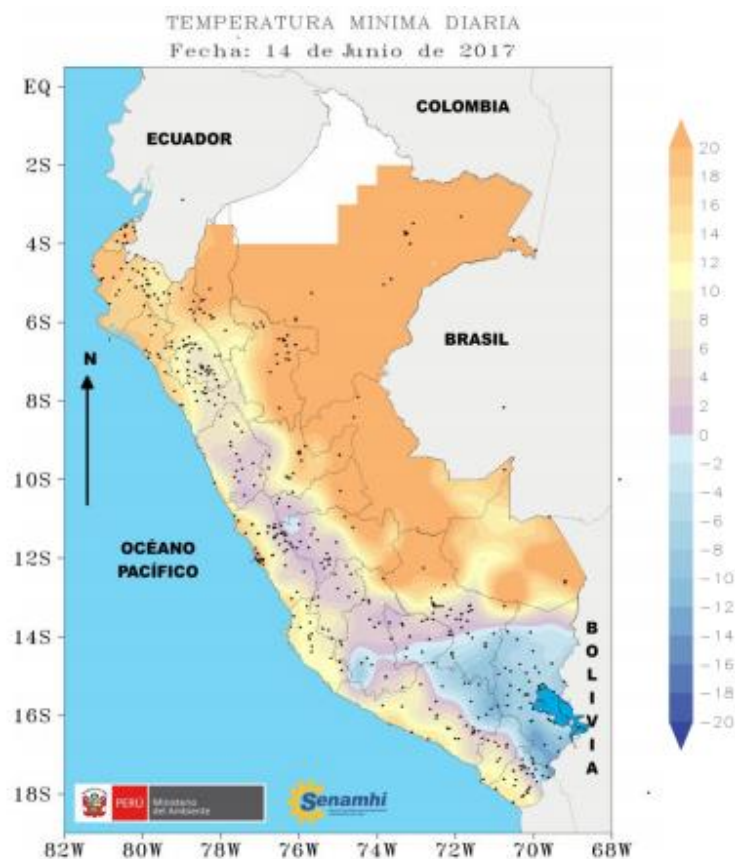 TEMPERATURA MINIMA DIARIA
Fecha: 14 de Junio de 2017
EQ
2S
4S
6S
8S
10S
12S
14S
16S
18S
COLOMBIA
ECUADOR
BRASIL
N
OCÉANO
PACÍFICO
BOLIVIA
20
18
16
14
12
10
8
6
4
2
0
−2
−4
−6
−8
−10
−12
−14
−16
−18
−20
PERÚ
Ministerio
del Ambiente
Senamhi
82W 80W 78W 76W 74W 72W 70W 68W